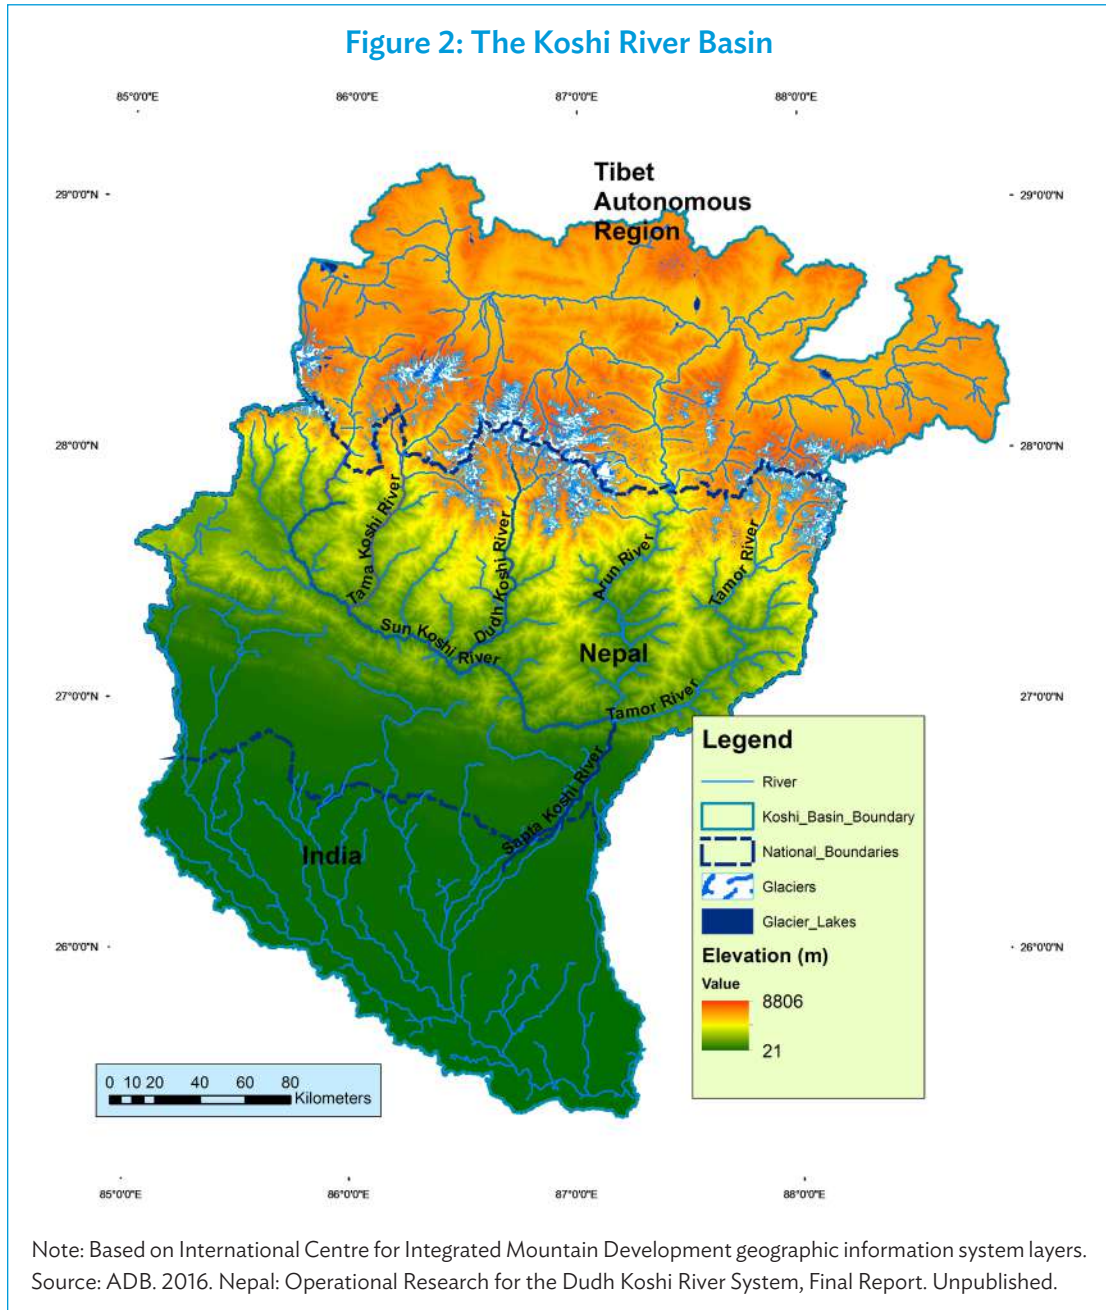 Figure 2: The Koshi River Basin
85°0'0"E 86°0'0"E 87°0'0"E 88°0'0"E
Tibet
Autonomous
Region
29°0'0"N 29°0'0"N
28°0'0"N 28°0'0"N
Tama Koshi River
Dudh Koshi River
Arun River
Tamor River
Sun Koshi River
Nepal
27°0'0"N 27°0'0"N
Tamor River
Sapta Koshi River
India
26°0'0"N 26°0'0"N
Legend
River
Koshi_Basin_Boundary
National_Boundaries
Glaciers
Glacier_Lakes
Elevation (m)
Value
8806
21
0 10 20 40 60 80
Kilometers
85°0'0"E 86°0'0"E 87°0'0"E 88°0'0"E
Note: Based on International Centre for Integrated Mountain Development geographic information system layers.
Source: ADB. 2016. Nepal: Operational Research for the Dudh Koshi River System, Final Report. Unpublished.